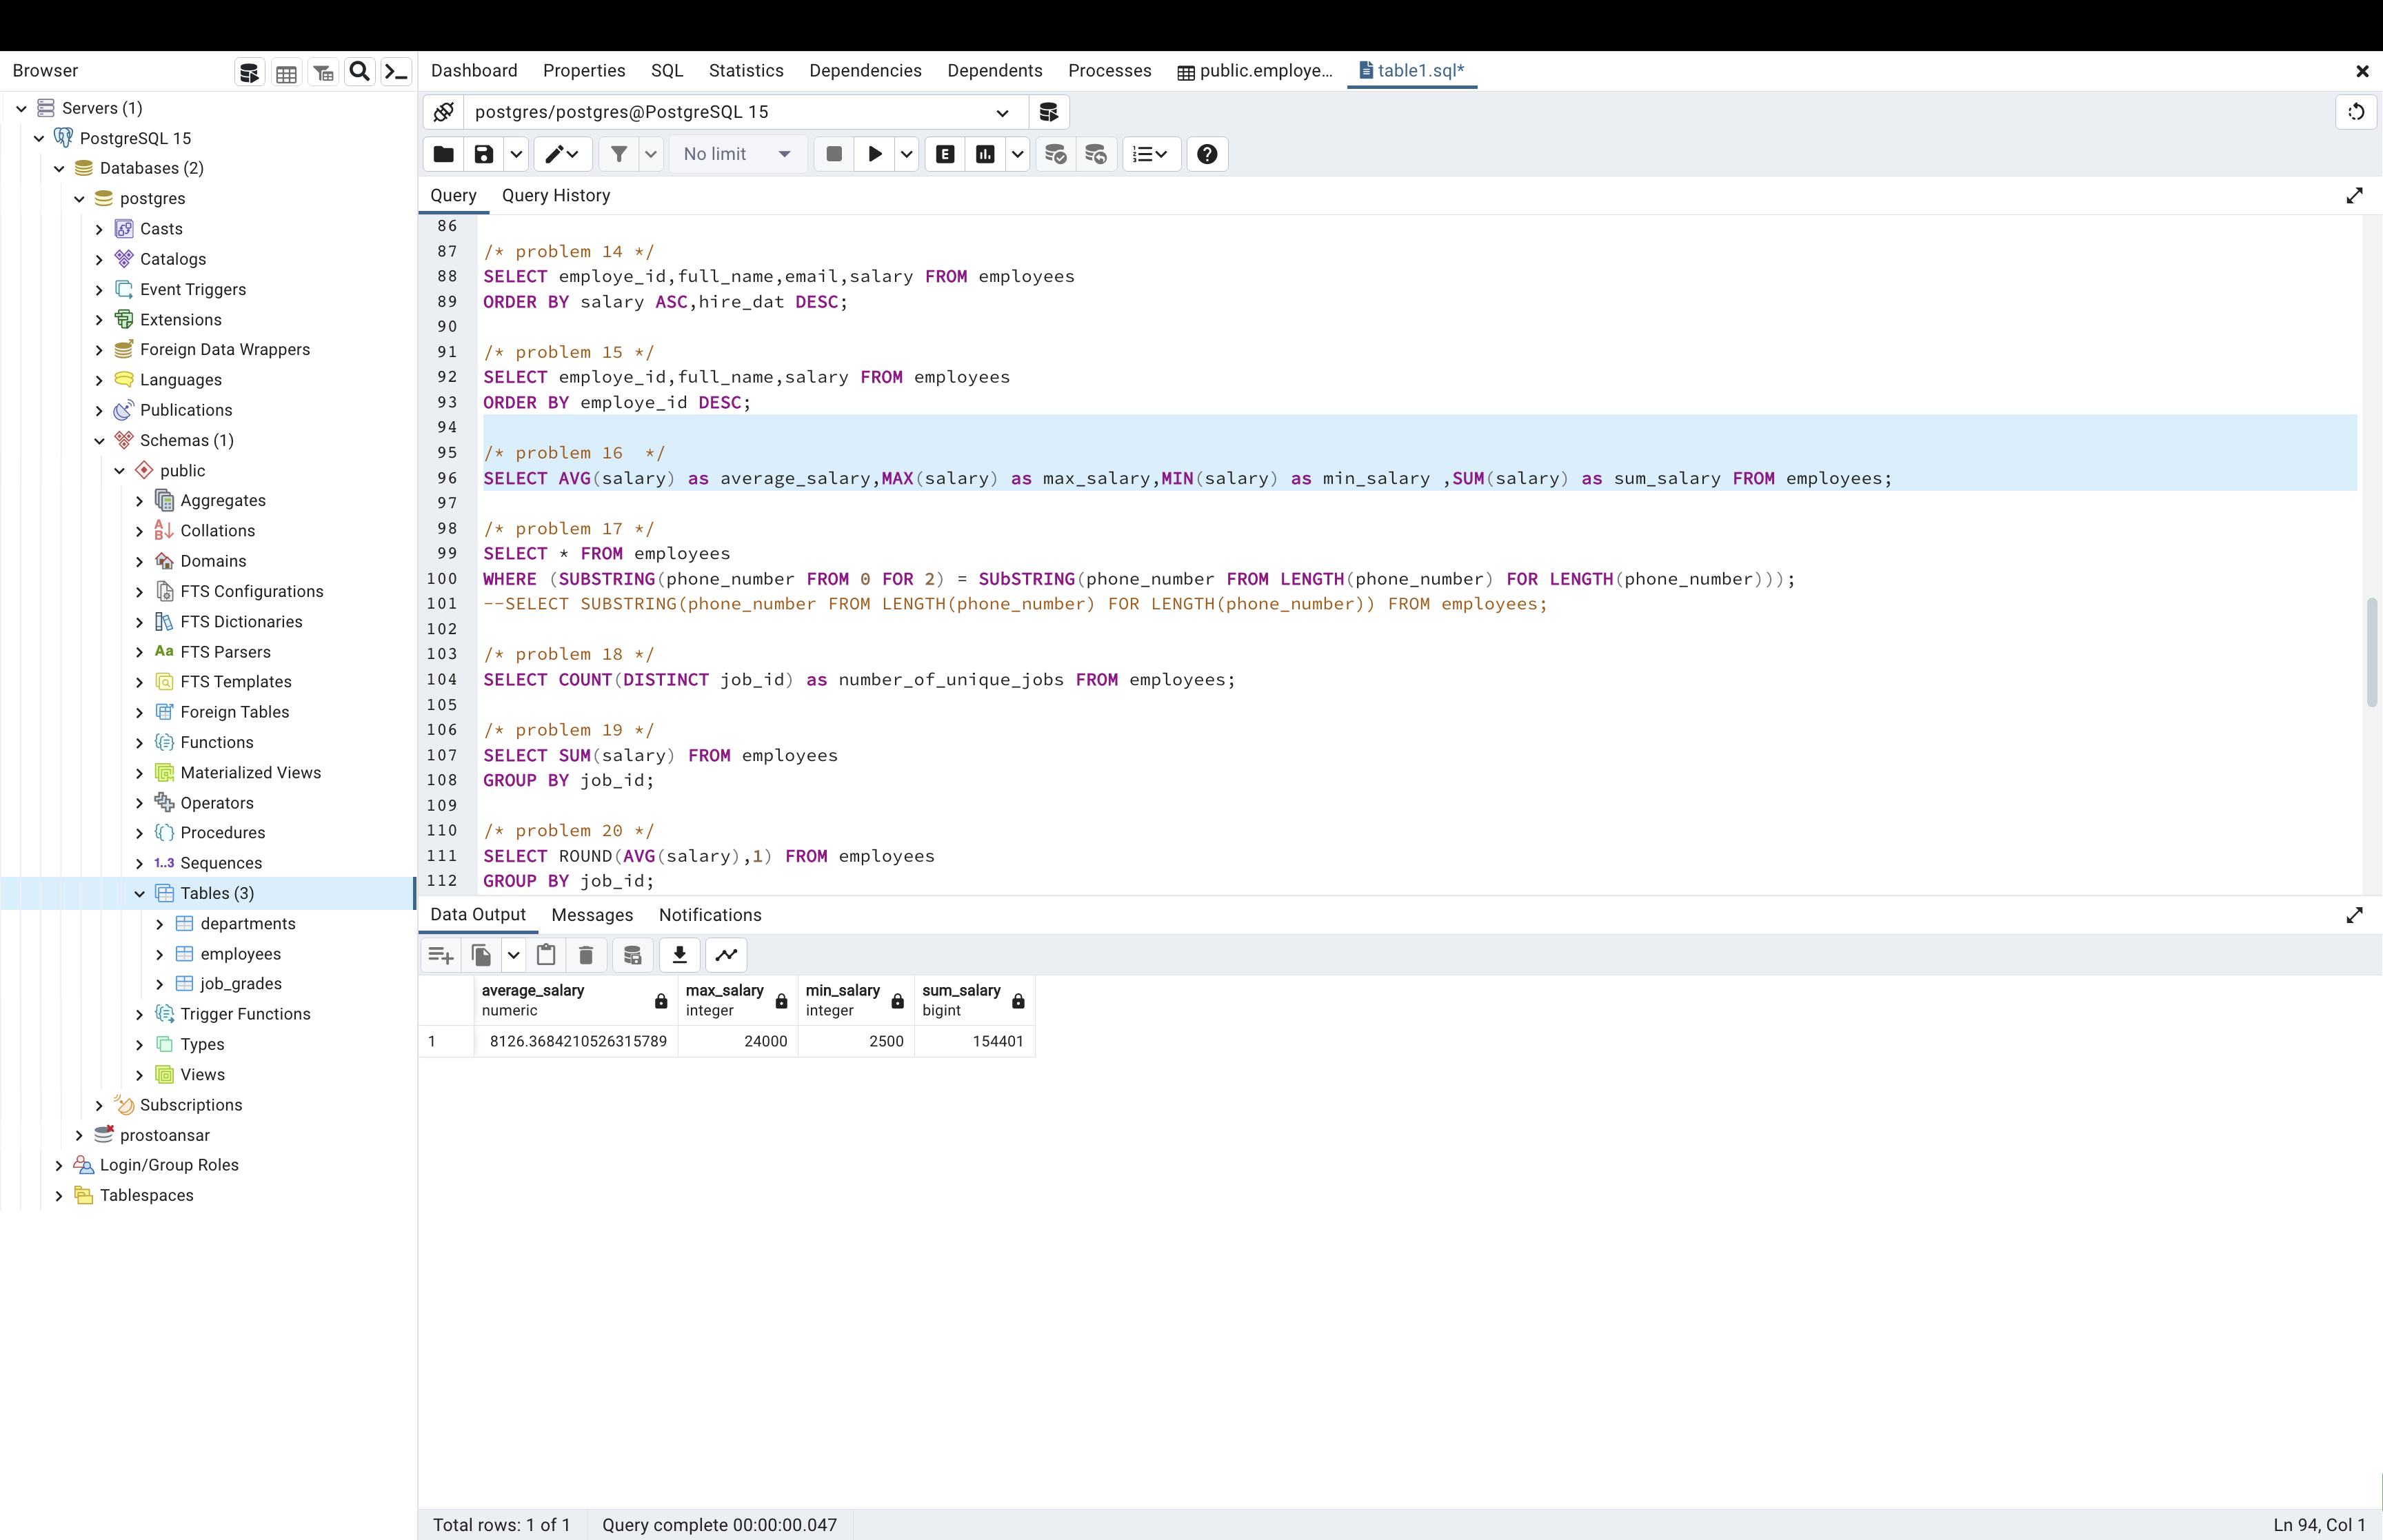 Browser
Servers (1)
PostgreSQL 15
Databases (2)
postgres
Casts
Catalogs
Event Triggers
Extensions
Foreign Data Wrappers
Languages
Publications
Schemas (1)
public
Aggregates
Collations
Domains
FTS Configurations
FTS Dictionaries
Aa FTS Parsers
FTS Templates
Foreign Tables
Functions
Materialized Views
Operators
Procedures
1..3 Sequences
Tables (3)
departments
employees
job_grades
Trigger Functions
Types
Views
Subscriptions
prostoansar
Login/Group Roles
Tablespaces
Dashboard Properties SQL Statistics Dependencies Dependents Processes public.employe... table1.sql*
postgres/postgres@PostgreSQL 15
No limit E
Query Query History
86
87 /* problem 14 */
88 SELECT employe_id,full_name,email,salary FROM employees
89 ORDER BY salary ASC,hire_dat DESC;
90
91 /* problem 15 */
92 SELECT employe_id,full_name,salary FROM employees
93 ORDER BY employe_id DESC;
94
95 /* problem 16  */
96 SELECT AVG(salary) as average_salary,MAX(salary) as max_salary,MIN(salary) as min_salary ,SUM(salary) as sum_salary FROM employees;
97
98 /* problem 17 */
99 SELECT * FROM employees
100 WHERE (SUBSTRING(phone_number FROM 0 FOR 2) = SUbSTRING(phone_number FROM LENGTH(phone_number) FOR LENGTH(phone_number)));
101 --SELECT SUBSTRING(phone_number FROM LENGTH(phone_number) FOR LENGTH(phone_number)) FROM employees;
102
103 /* problem 18 */
104 SELECT COUNT(DISTINCT job_id) as number_of_unique_jobs FROM employees;
105
106 /* problem 19 */
107 SELECT SUM(salary) FROM employees
108 GROUP BY job_id;
109
110 /* problem 20 */
111 SELECT ROUND(AVG(salary),1) FROM employees
112 GROUP BY job_id;
Data Output Messages Notifications
average_salary max_salary min_salary sum_salary
numeric integer integer bigint
1 8126.3684210526315789 24000 2500 154401
Total rows: 1 of 1 Query complete 00:00:00.047 Ln 94, Col 1